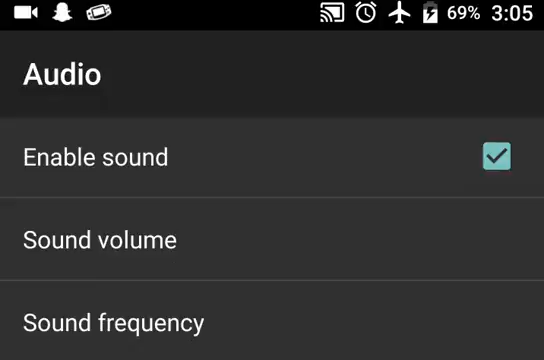 69% 3:05
Audio
Enable sound
Sound volume
Sound frequency